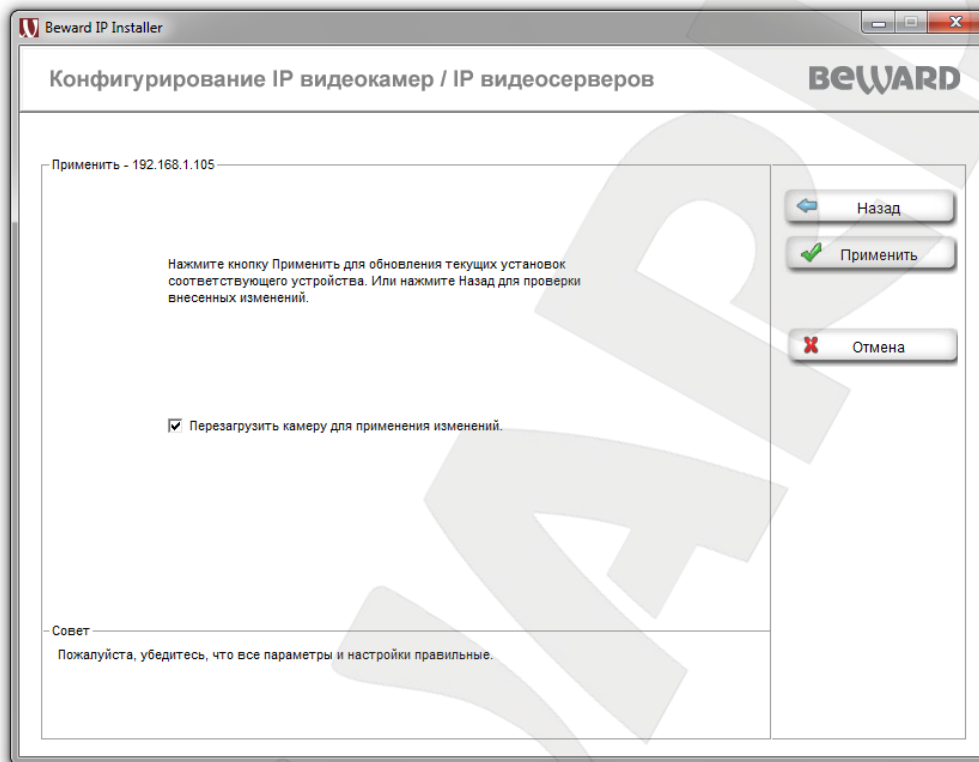 Beward IP Installer
Конфигурирование IP видеокамер / IP видеосерверов
BEWARD
Применить - 192.168.1.105
Назад
Применить
Отмена
Нажмите кнопку Применить для обновления текущих установок
соответствующего устройства. Или нажмите Назад для проверки
внесенных изменений.
Перезагрузить камеру для применения изменений.
Совет
Пожалуйста, убедитесь, что все параметры и настройки правильные.